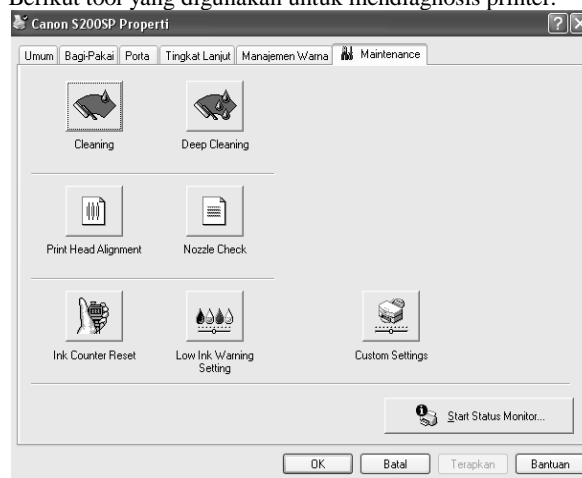 Berikut tool yang digunakan untuk mendiagnosis printer.
Canon S200SP Properti
Umum Bagi-Pakai Porta Tingkat Lanjut Manajemen Warna Maintenance
Cleaning Deep Cleaning
Print Head Alignment Nozzle Check
Ink Counter Reset Low Ink Warning Setting Custom Settings
Start Status Monitor...
OK Batal Terapkan Bantuan